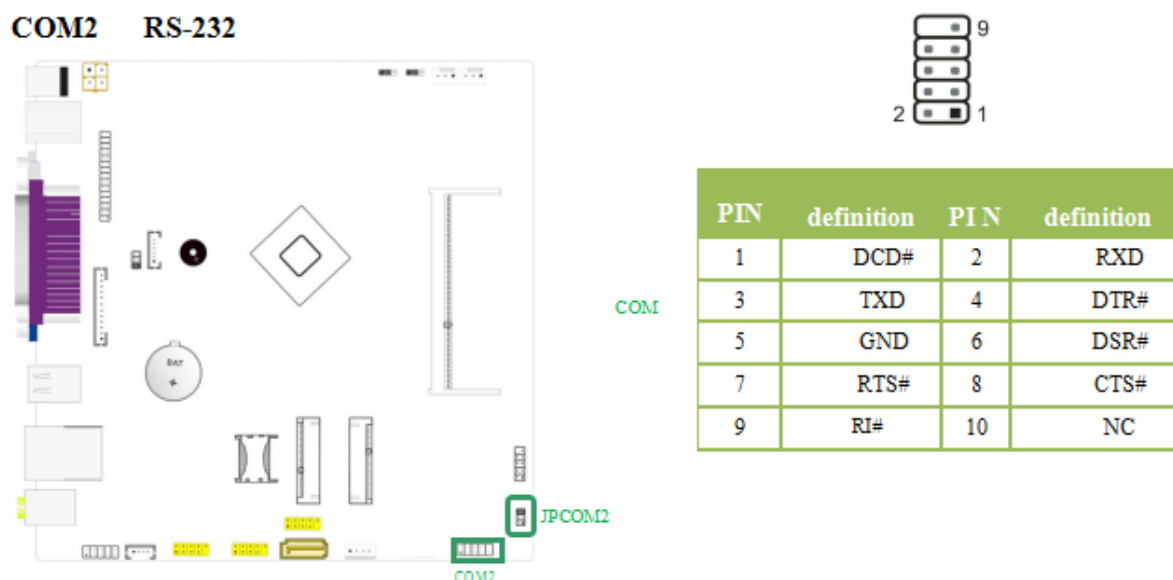 COM2 RS-232
9
2 1
BAT
+
JPCOM2
COM2
COM
PIN definition PI N definition
1 DCD# 2 RXD
3 TXD 4 DTR#
5 GND 6 DSR#
7 RTS# 8 CTS#
9 RI# 10 NC